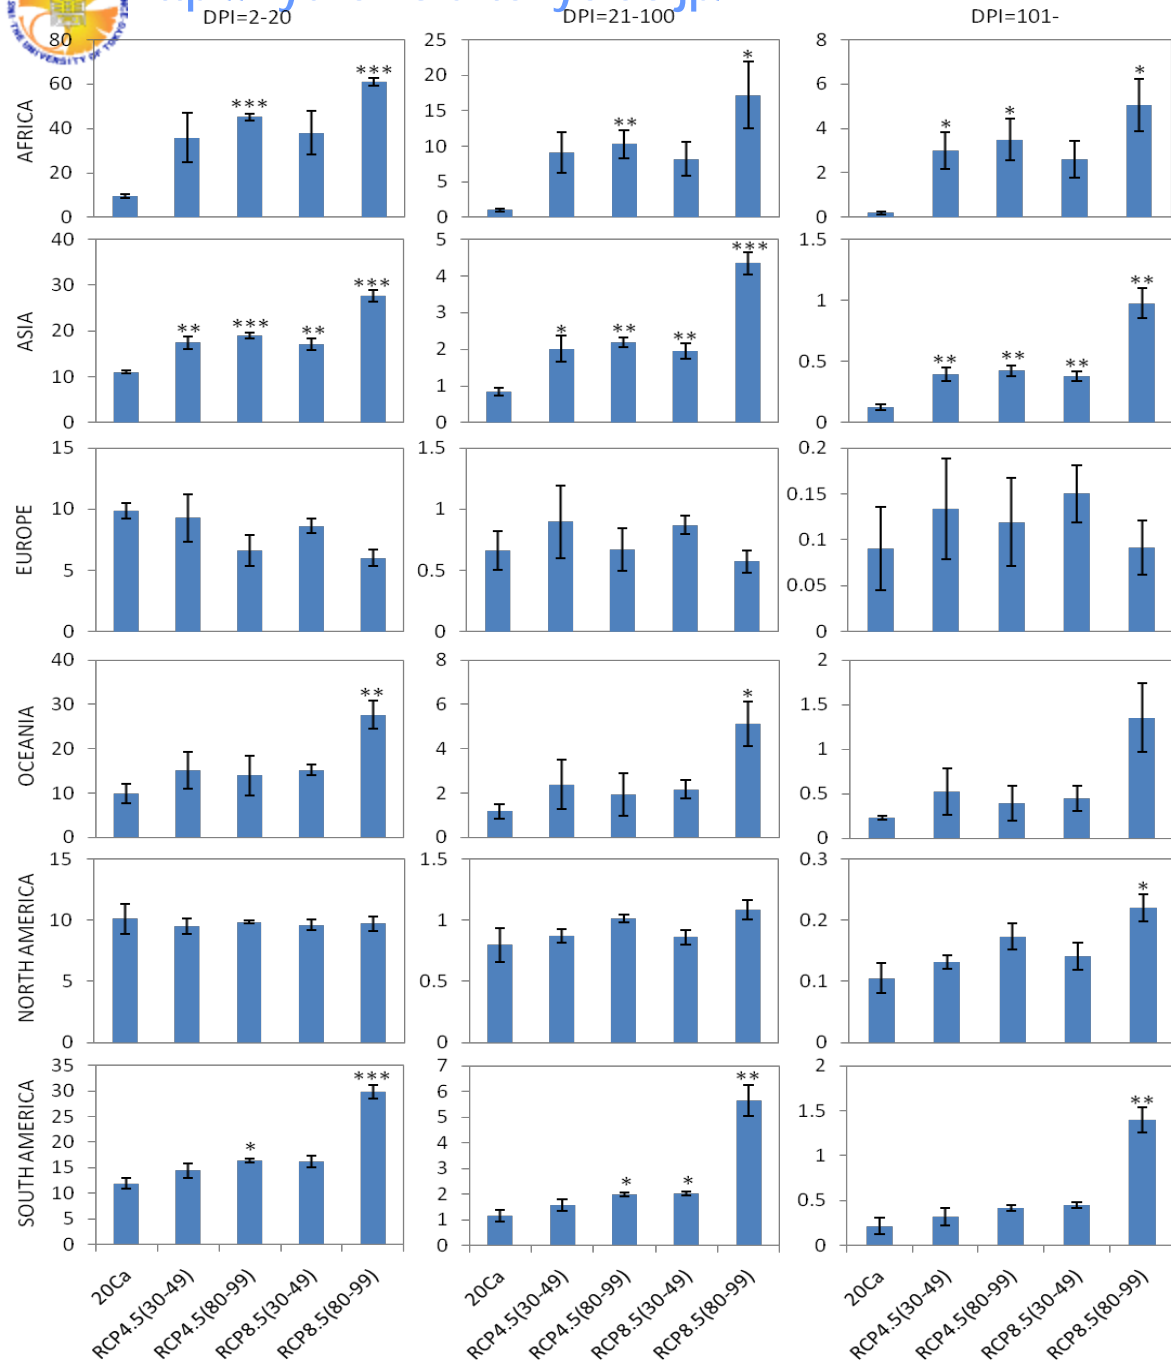 THE UNIVERSITY OF TOKYO
DPI=2-20 DPI=21-100 DPI=101-
AFRICA
80 60 40 20 0
*** ***
25 20 15 10 5 0
** *
8 6 4 2 0
* * *
ASIA
40 30 20 10 0
** *** ** ***
5 4 3 2 1 0
* ** ** ***
1.5 1 0.5 0
** ** ** **
EUROPE
15 10 5 0
1.5 1 0.5 0
0.2 0.15 0.1 0.05 0
OCEANIA
40 30 20 10 0
**
8 6 4 2 0
*
2 1.5 1 0.5 0
NORTH AMERICA
15 10 5 0
1.5 1 0.5 0
0.3 0.2 0.1 0
*
SOUTH AMERICA
35 30 25 20 15 10 5 0
* ***
7 6 5 4 3 2 1 0
* * **
2 1.5 1 0.5 0
**
20Ca RCP4.5(30-49) RCP4.5(80-99) RCP8.5(30-49) RCP8.5(80-99)
20Ca RCP4.5(30-49) RCP4.5(80-99) RCP8.5(30-49) RCP8.5(80-99)
20Ca RCP4.5(30-49) RCP4.5(80-99) RCP8.5(30-49) RCP8.5(80-99)